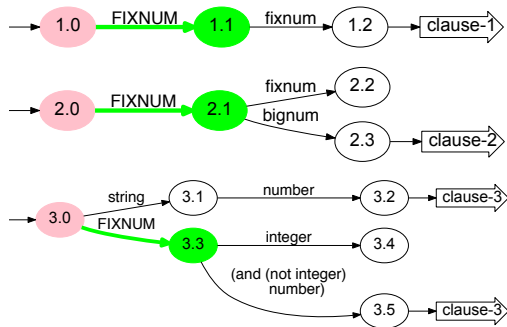 1.0 FIXNUM 1.1 fixnum 1.2 clause-1
fixnum 2.2
2.0 FIXNUM 2.1
bignum 2.3 clause-2
string 3.1 number 3.2 clause-3
3.0
FIXNUM 3.3 integer 3.4
(and (not integer)
number)
3.5 clause-3